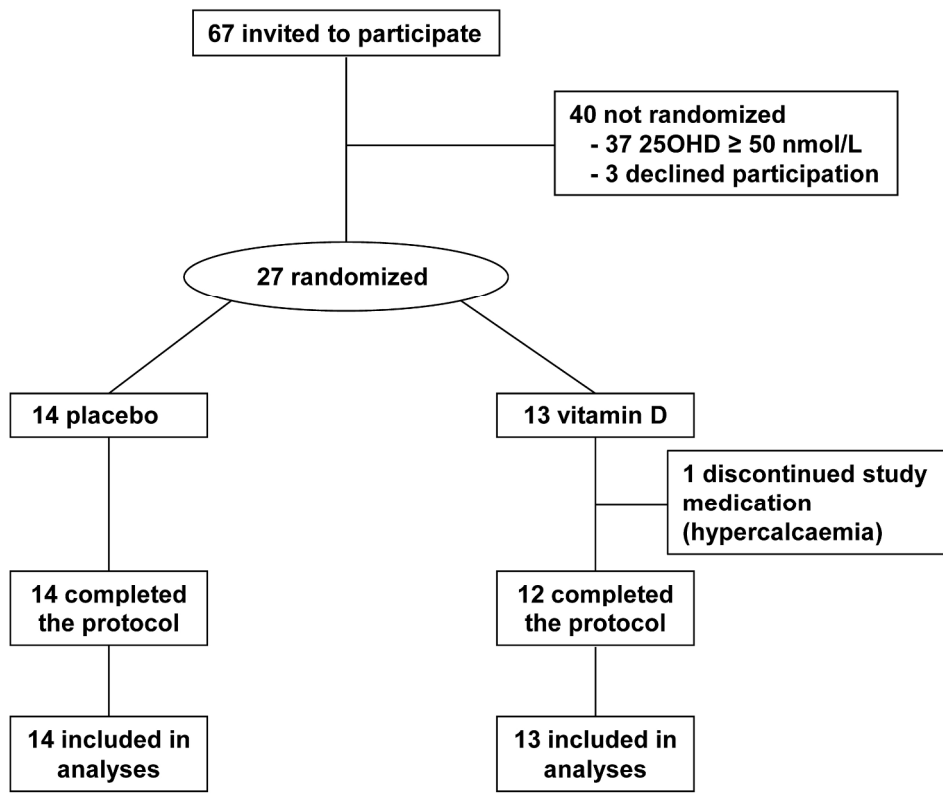 67 invited to participate
40 not randomized
- 37 25OHD ≥ 50 nmol/L
- 3 declined participation
27 randomized
14 placebo
13 vitamin D
1 discontinued study
medication
(hypercalcaemia)
14 completed
the protocol
12 completed
the protocol
14 included in
analyses
13 included in
analyses